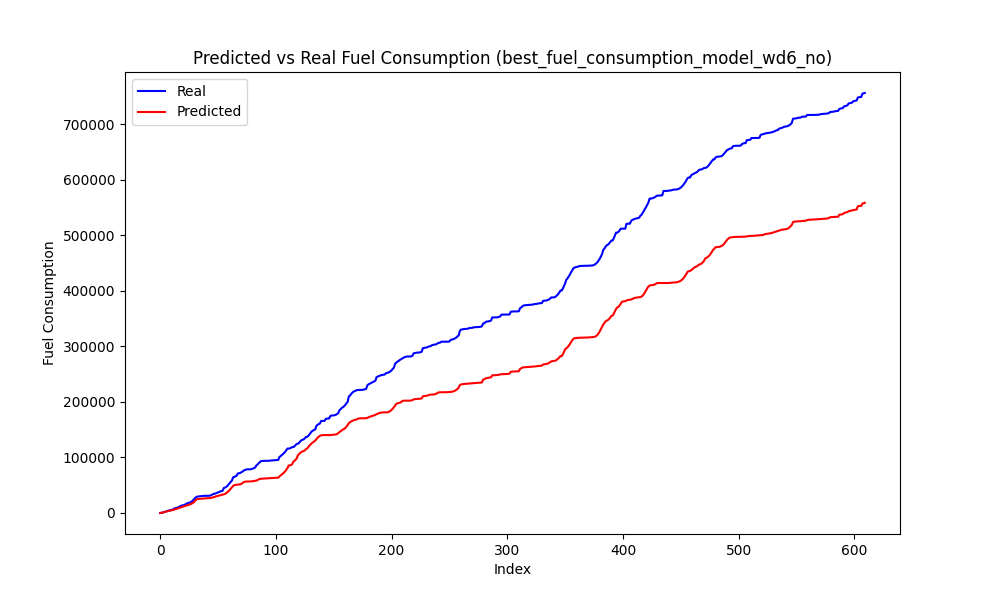 Predicted vs Real Fuel Consumption (best_fuel_consumption_model_wd6_no)
Real
Predicted
700000
600000
500000
400000
300000
200000
100000
0
Fuel Consumption
0 100 200 300 400 500 600
Index